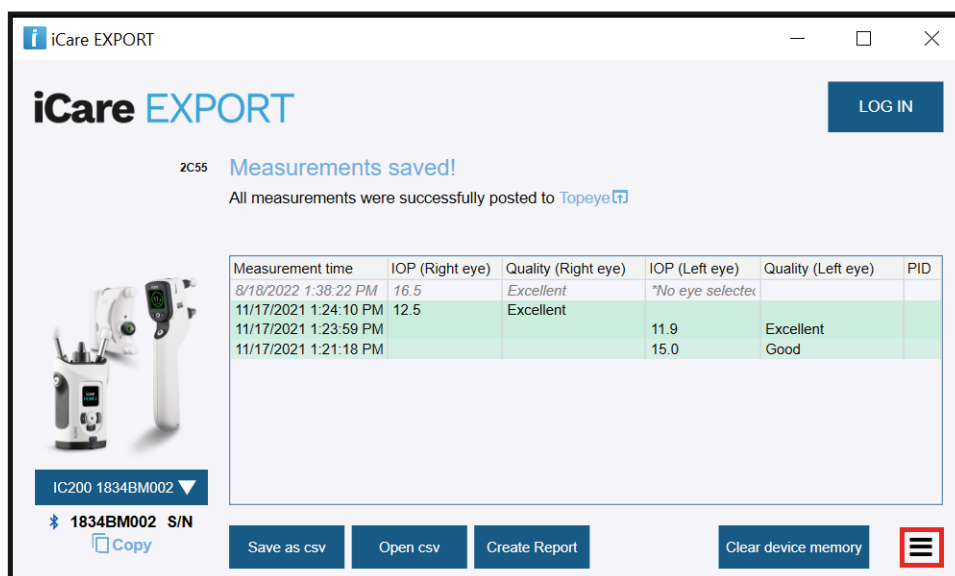 iCare EXPORT
iCare EXPORT
LOG IN
2C55
Measurements saved!
All measurements were successfully posted to Topeye
Measurement time IOP (Right eye) Quality (Right eye) IOP (Left eye) Quality (Left eye) PID
8/18/2022 1:38:22 PM 16.5 Excellent *No eye selected
11/17/2021 1:24:10 PM 12.5 Excellent
11/17/2021 1:23:59 PM 11.9 Excellent
11/17/2021 1:21:18 PM 15.0 Good
IC200 1834BM002
1834BM002 S/N
Copy
Save as csv Open csv Create Report Clear device memory